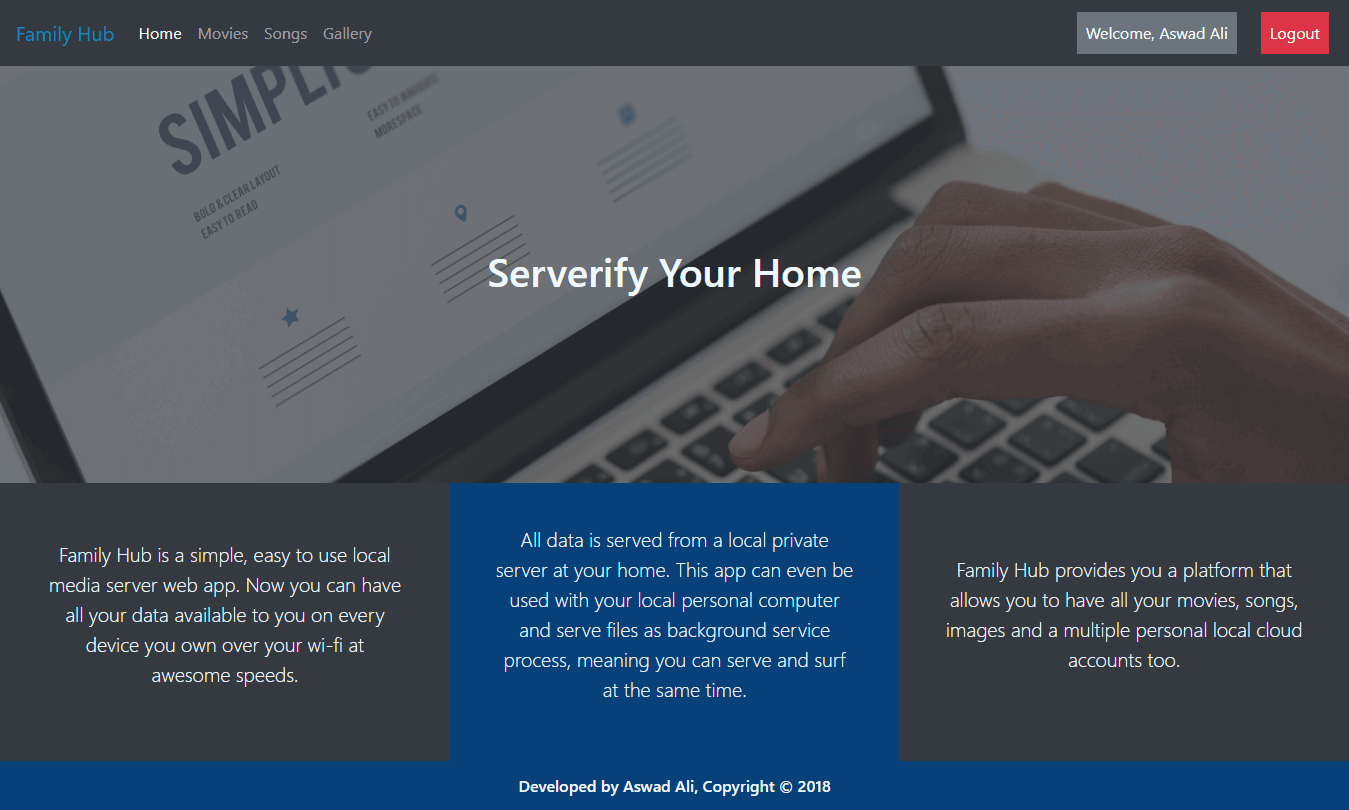 Family Hub Home Movies Songs Gallery Welcome, Aswad Ali Logout
EASY TO NAVIGATE
MORESPACE
BOLD & CLEAR LAYOUT
EASY TO READ
Serverify Your Home
Family Hub is a simple, easy to use local
media server web app. Now you can have
all your data available to you on every
device you own over your wi-fi at
awesome speeds.
All data is served from a local private
server at your home. This app can even be
used with your local personal computer
and serve files as background service
process, meaning you can serve and surf
at the same time.
Family Hub provides you a platform that
allows you to have all your movies, songs,
images and a multiple personal local cloud
accounts too.
Developed by Aswad Ali, Copyright © 2018